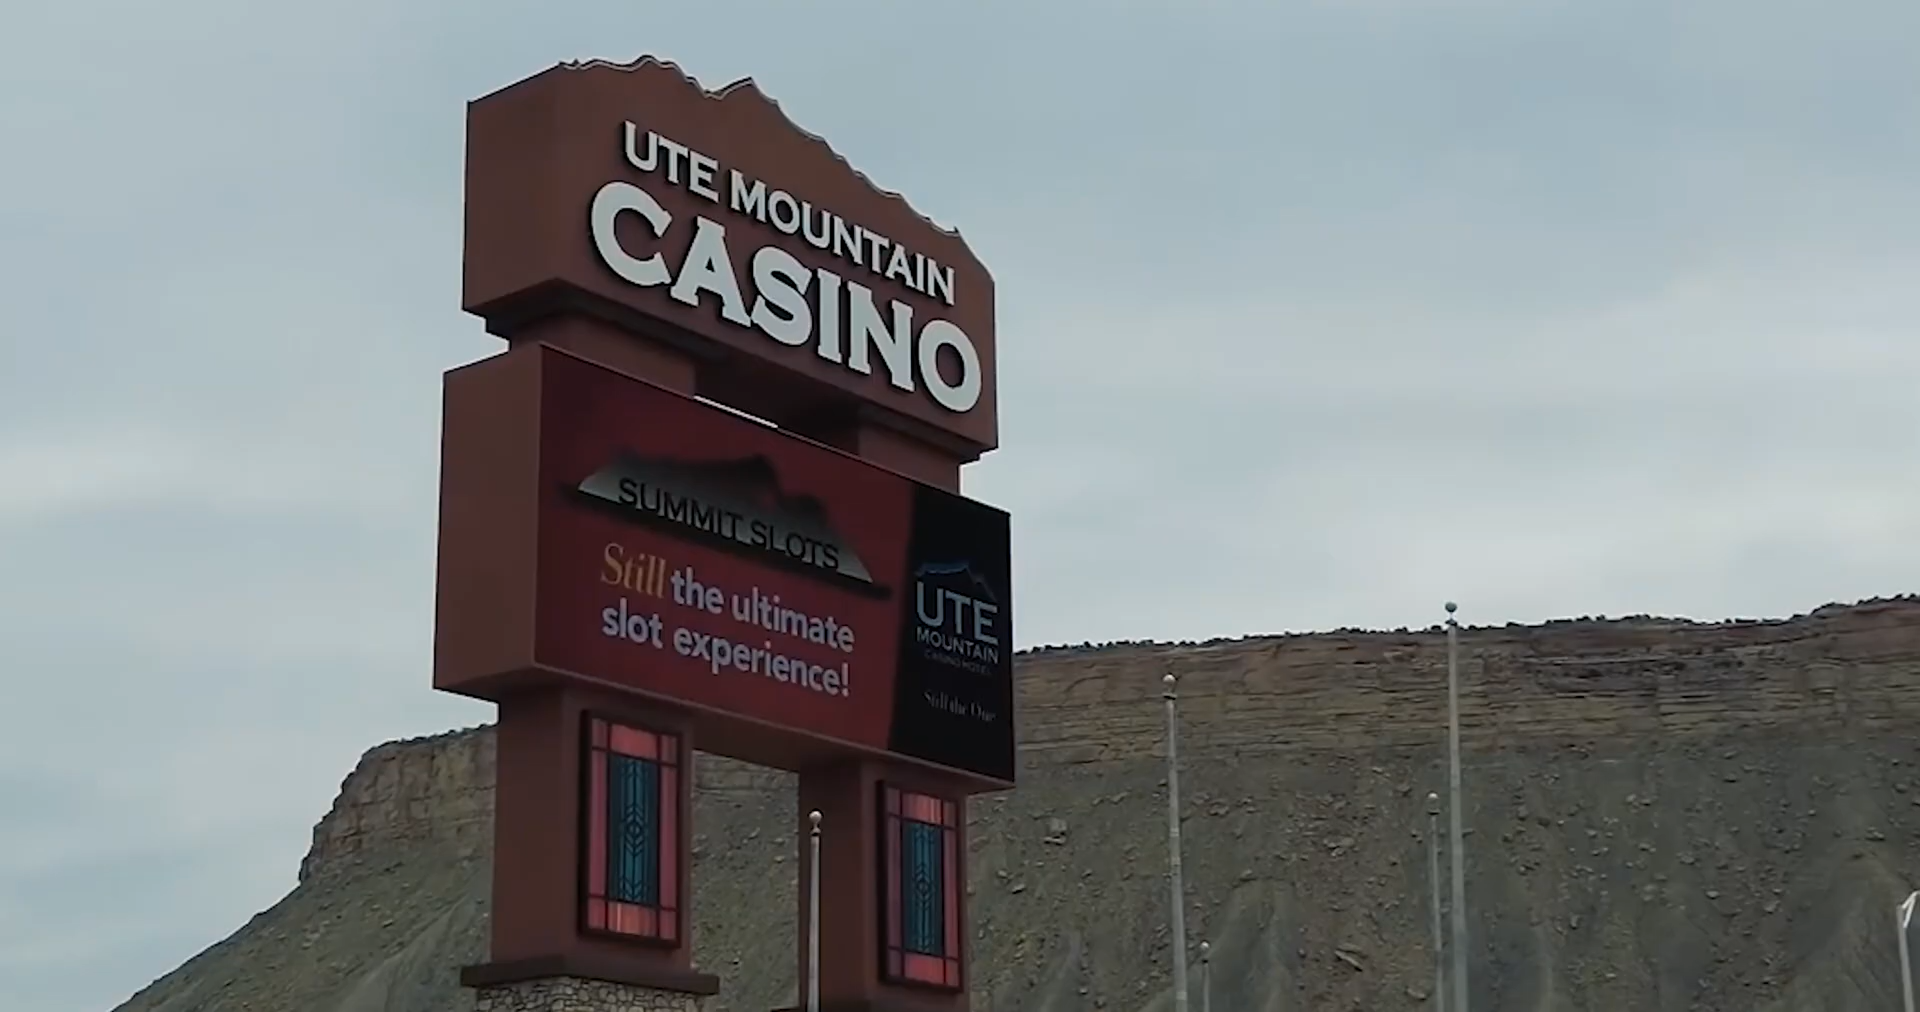 UTE MOUNTAIN
CASINO
SUMMIT SLOTS
Still the ultimate
slot experience!
UTE
MOUNTAIN
CASINO HOTEL
Still the One